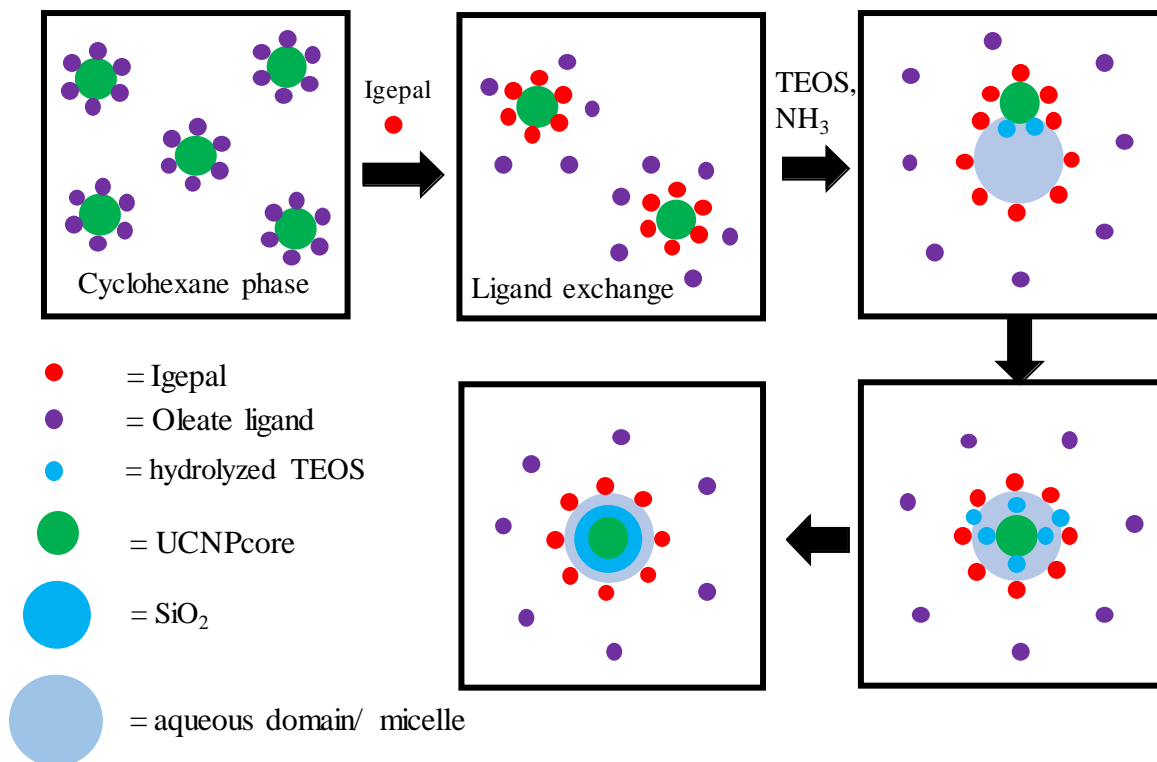 Igepal
TEOS,
NH3
Cyclohexane phase
Ligand exchange
= Igepal
= Oleate ligand
= hydrolyzed TEOS
= UCNPcore
= SiO2
= aqueous domain/ micelle